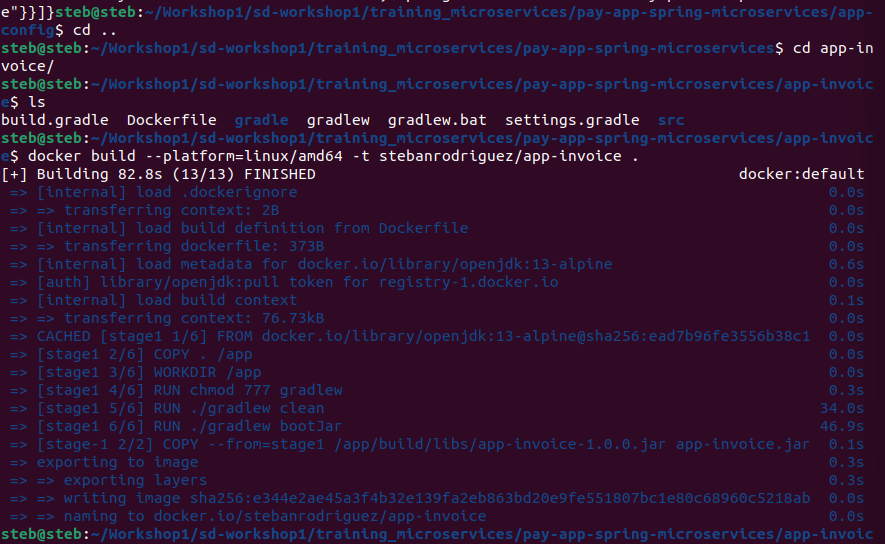 e"}}]}steb@steb:~/Workshop1/sd-workshop1/training_microservices/pay-app-spring-microservices/app-
config$ cd ..
steb@steb:~/Workshop1/sd-workshop1/training_microservices/pay-app-spring-microservices$ cd app-in
voice/
steb@steb:~/Workshop1/sd-workshop1/training_microservices/pay-app-spring-microservices/app-invoic
e$ ls
build.gradle  Dockerfile  gradle  gradlew  gradlew.bat  settings.gradle  src
steb@steb:~/Workshop1/sd-workshop1/training_microservices/pay-app-spring-microservices/app-invoic
e$ docker build --platform=linux/amd64 -t stebanrodriguez/app-invoice .
[+] Building 82.8s (13/13) FINISHED docker:default
=> [internal] load .dockerignore 0.0s
=> => transferring context: 2B 0.0s
=> [internal] load build definition from Dockerfile 0.0s
=> => transferring dockerfile: 373B 0.0s
=> [internal] load metadata for docker.io/library/openjdk:13-alpine 0.6s
=> [auth] library/openjdk:pull token for registry-1.docker.io 0.0s
=> [internal] load build context 0.1s
=> => transferring context: 76.73kB 0.0s
=> CACHED [stage1 1/6] FROM docker.io/library/openjdk:13-alpine@sha256:ead7b96fe3556b38c1 0.0s
=> [stage1 2/6] COPY . /app 0.0s
=> [stage1 3/6] WORKDIR /app 0.0s
=> [stage1 4/6] RUN chmod 777 gradlew 0.3s
=> [stage1 5/6] RUN ./gradlew clean 34.0s
=> [stage1 6/6] RUN ./gradlew bootJar 46.9s
=> [stage-1 2/2] COPY --from=stage1 /app/build/libs/app-invoice-1.0.0.jar app-invoice.jar 0.1s
=> exporting to image 0.3s
=> => exporting layers 0.3s
=> => writing image sha256:e344e2ae45a3f4b32e139fa2eb863bd20e9fe551807bc1e80c68960c5218ab 0.0s
=> => naming to docker.io/stebanrodriguez/app-invoice 0.0s
steb@steb:~/Workshop1/sd-workshop1/training_microservices/pay-app-spring-microservices/app-invoic